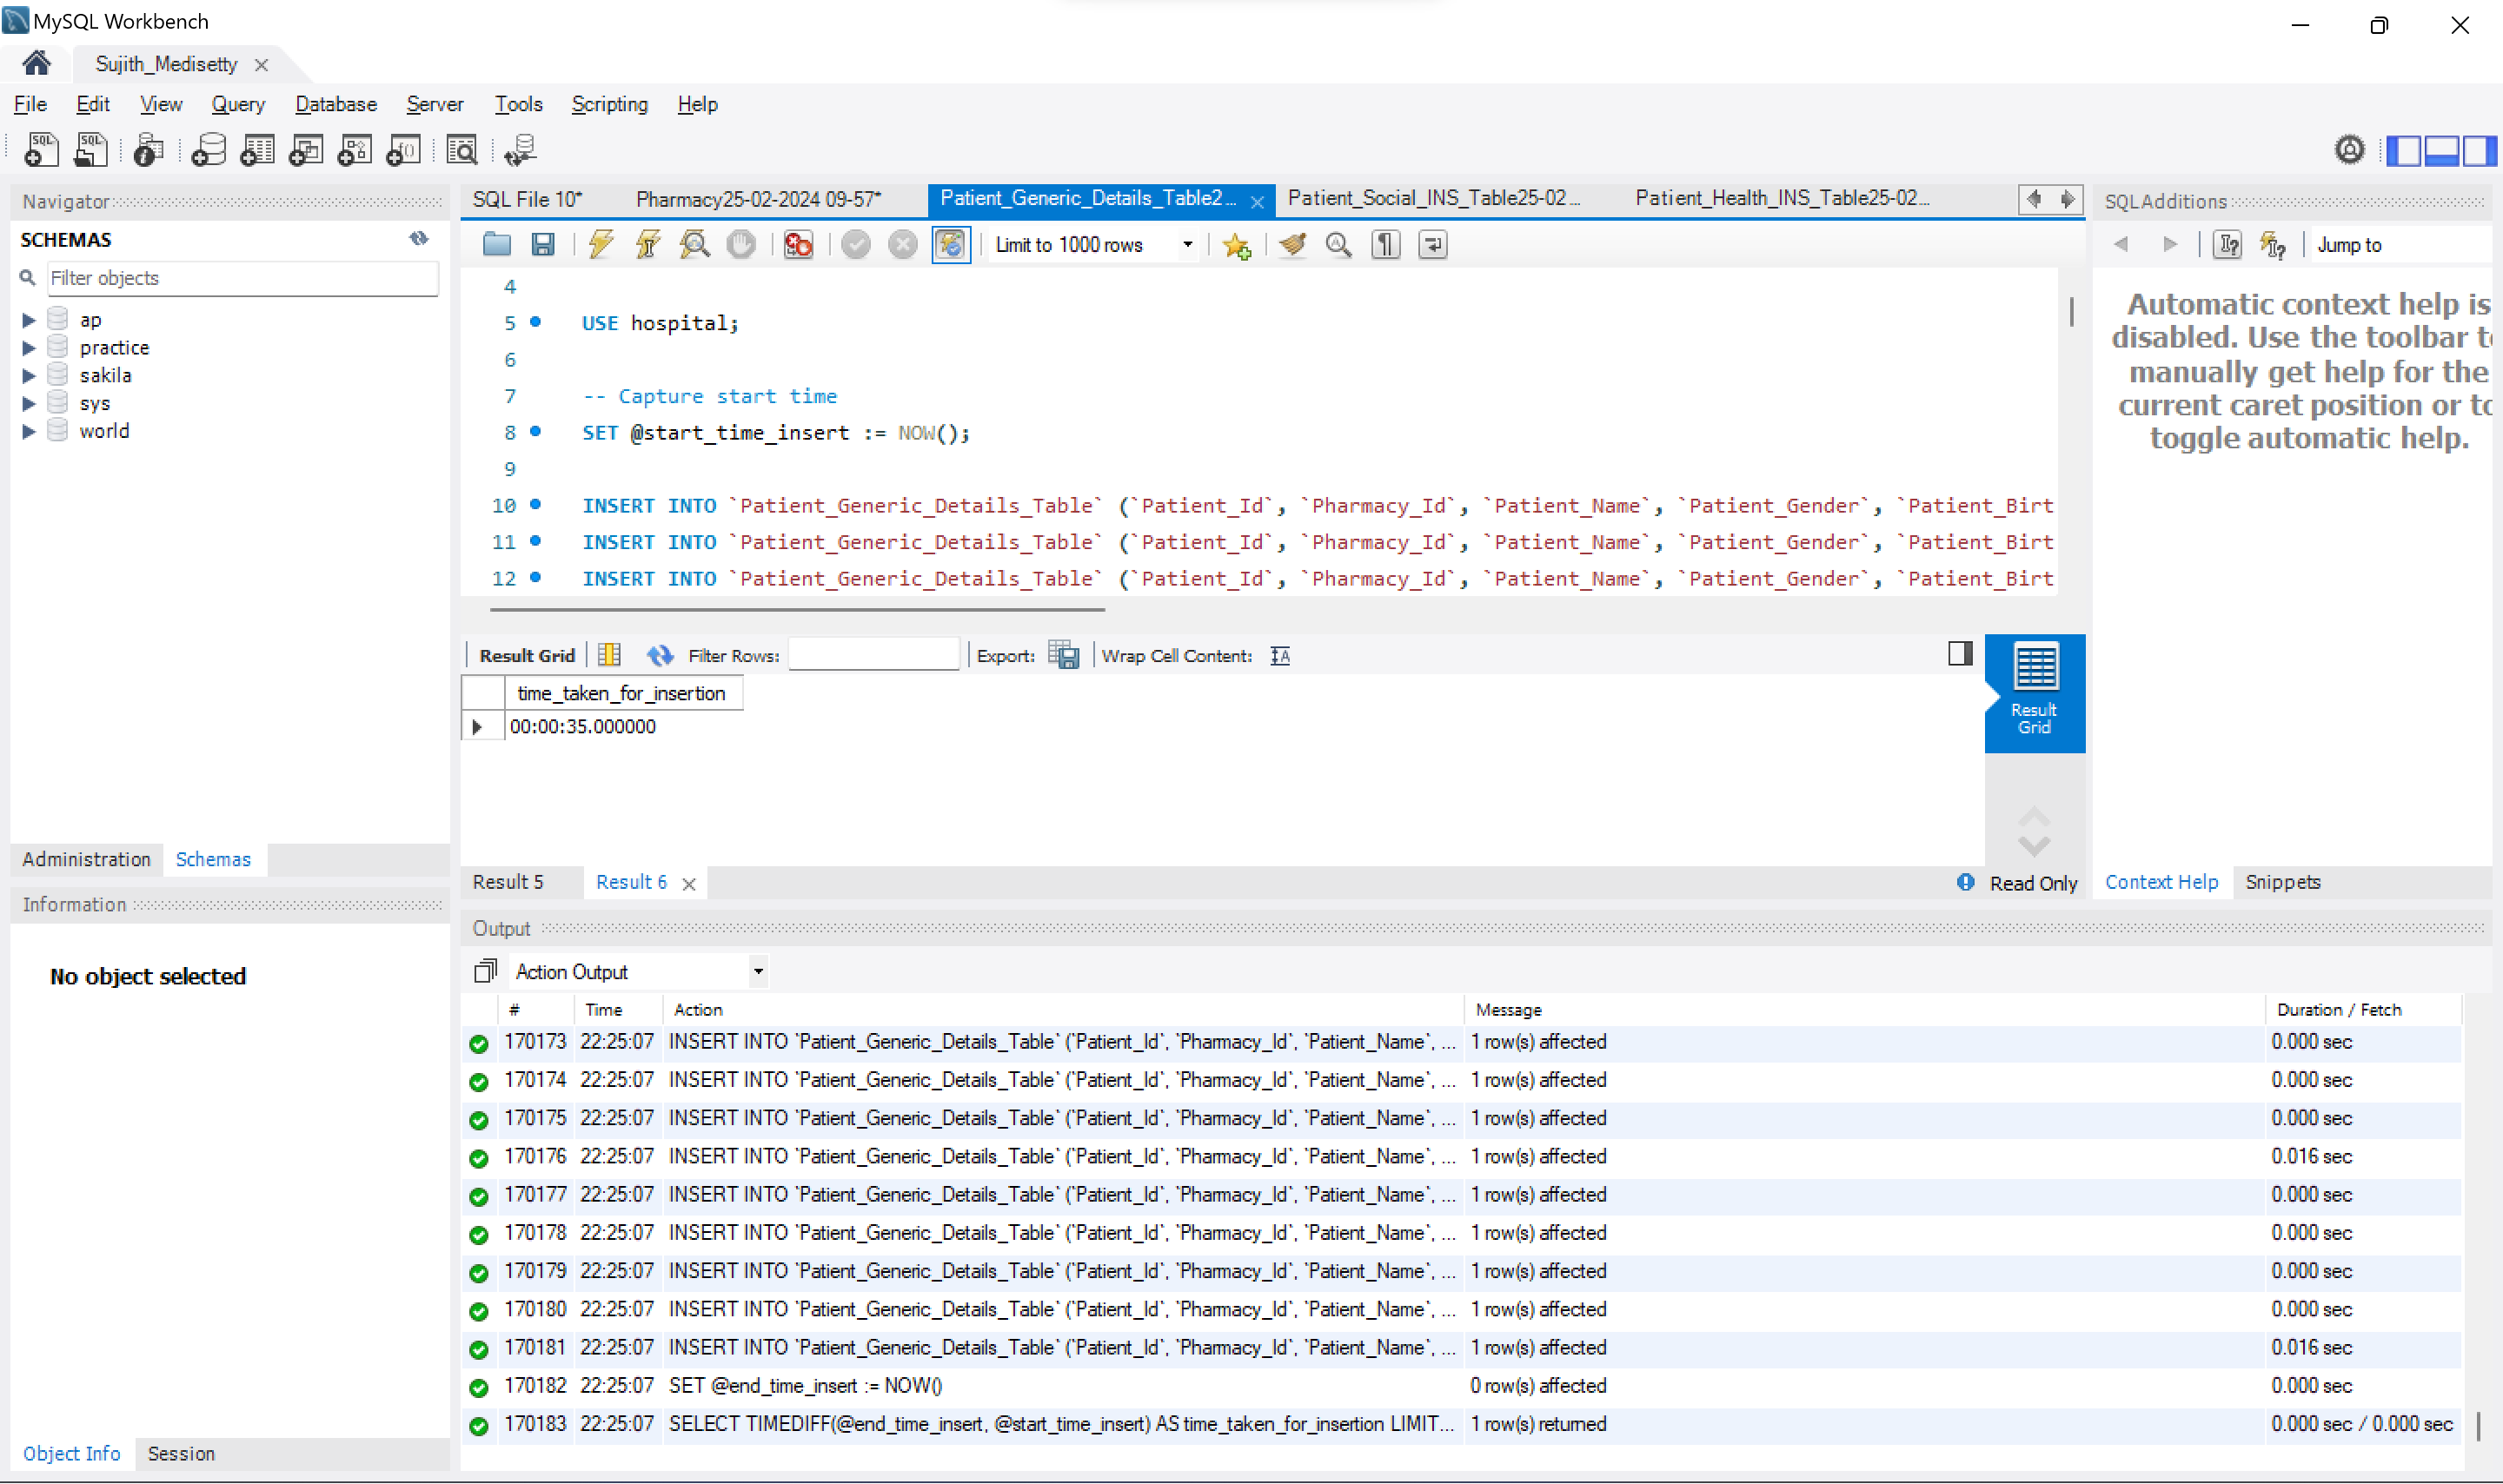 MySQL Workbench
Sujith_Medisetty
File Edit View Query Database Server Tools Scripting Help
Navigator
SCHEMAS
Filter objects
ap
practice
sakila
sys
world
Administration Schemas
Information
No object selected
Object Info Session
SQL File 10* Pharmacy25-02-2024 09-57* Patient_Generic_Details_Table2... Patient_Social_INS_Table25-02... Patient_Health_INS_Table25-02...
Limit to 1000 rows
4
5 USE hospital;
6
7 -- Capture start time
8 SET @start_time_insert := NOW();
9
10 INSERT INTO `Patient_Generic_Details_Table` (`Patient_Id`, `Pharmacy_Id`, `Patient_Name`, `Patient_Gender`, `Patient_Birt
11 INSERT INTO `Patient_Generic_Details_Table` (`Patient_Id`, `Pharmacy_Id`, `Patient_Name`, `Patient_Gender`, `Patient_Birt
12 INSERT INTO `Patient_Generic_Details_Table` (`Patient_Id`, `Pharmacy_Id`, `Patient_Name`, `Patient_Gender`, `Patient_Birt
Result Grid Filter Rows: Export: Wrap Cell Content:
time_taken_for_insertion
00:00:35.000000
Result
Grid
Result 5 Result 6 Read Only
SQLAdditions
Jump to
Automatic context help is
disabled. Use the toolbar to
manually get help for the
current caret position or to
toggle automatic help.
Context Help Snippets
Output
Action Output
# Time Action Message Duration / Fetch
170173 22:25:07 INSERT INTO `Patient_Generic_Details_Table` (`Patient_Id`, `Pharmacy_Id`, `Patient_Name`, ... 1 row(s) affected 0.000 sec
170174 22:25:07 INSERT INTO `Patient_Generic_Details_Table` (`Patient_Id`, `Pharmacy_Id`, `Patient_Name`, ... 1 row(s) affected 0.000 sec
170175 22:25:07 INSERT INTO `Patient_Generic_Details_Table` (`Patient_Id`, `Pharmacy_Id`, `Patient_Name`, ... 1 row(s) affected 0.000 sec
170176 22:25:07 INSERT INTO `Patient_Generic_Details_Table` (`Patient_Id`, `Pharmacy_Id`, `Patient_Name`, ... 1 row(s) affected 0.016 sec
170177 22:25:07 INSERT INTO `Patient_Generic_Details_Table` (`Patient_Id`, `Pharmacy_Id`, `Patient_Name`, ... 1 row(s) affected 0.000 sec
170178 22:25:07 INSERT INTO `Patient_Generic_Details_Table` (`Patient_Id`, `Pharmacy_Id`, `Patient_Name`, ... 1 row(s) affected 0.000 sec
170179 22:25:07 INSERT INTO `Patient_Generic_Details_Table` (`Patient_Id`, `Pharmacy_Id`, `Patient_Name`, ... 1 row(s) affected 0.000 sec
170180 22:25:07 INSERT INTO `Patient_Generic_Details_Table` (`Patient_Id`, `Pharmacy_Id`, `Patient_Name`, ... 1 row(s) affected 0.000 sec
170181 22:25:07 INSERT INTO `Patient_Generic_Details_Table` (`Patient_Id`, `Pharmacy_Id`, `Patient_Name`, ... 1 row(s) affected 0.016 sec
170182 22:25:07 SET @end_time_insert := NOW() 0 row(s) affected 0.000 sec
170183 22:25:07 SELECT TIMEDIFF(@end_time_insert, @start_time_insert) AS time_taken_for_insertion LIMIT... 1 row(s) returned 0.000 sec / 0.000 sec